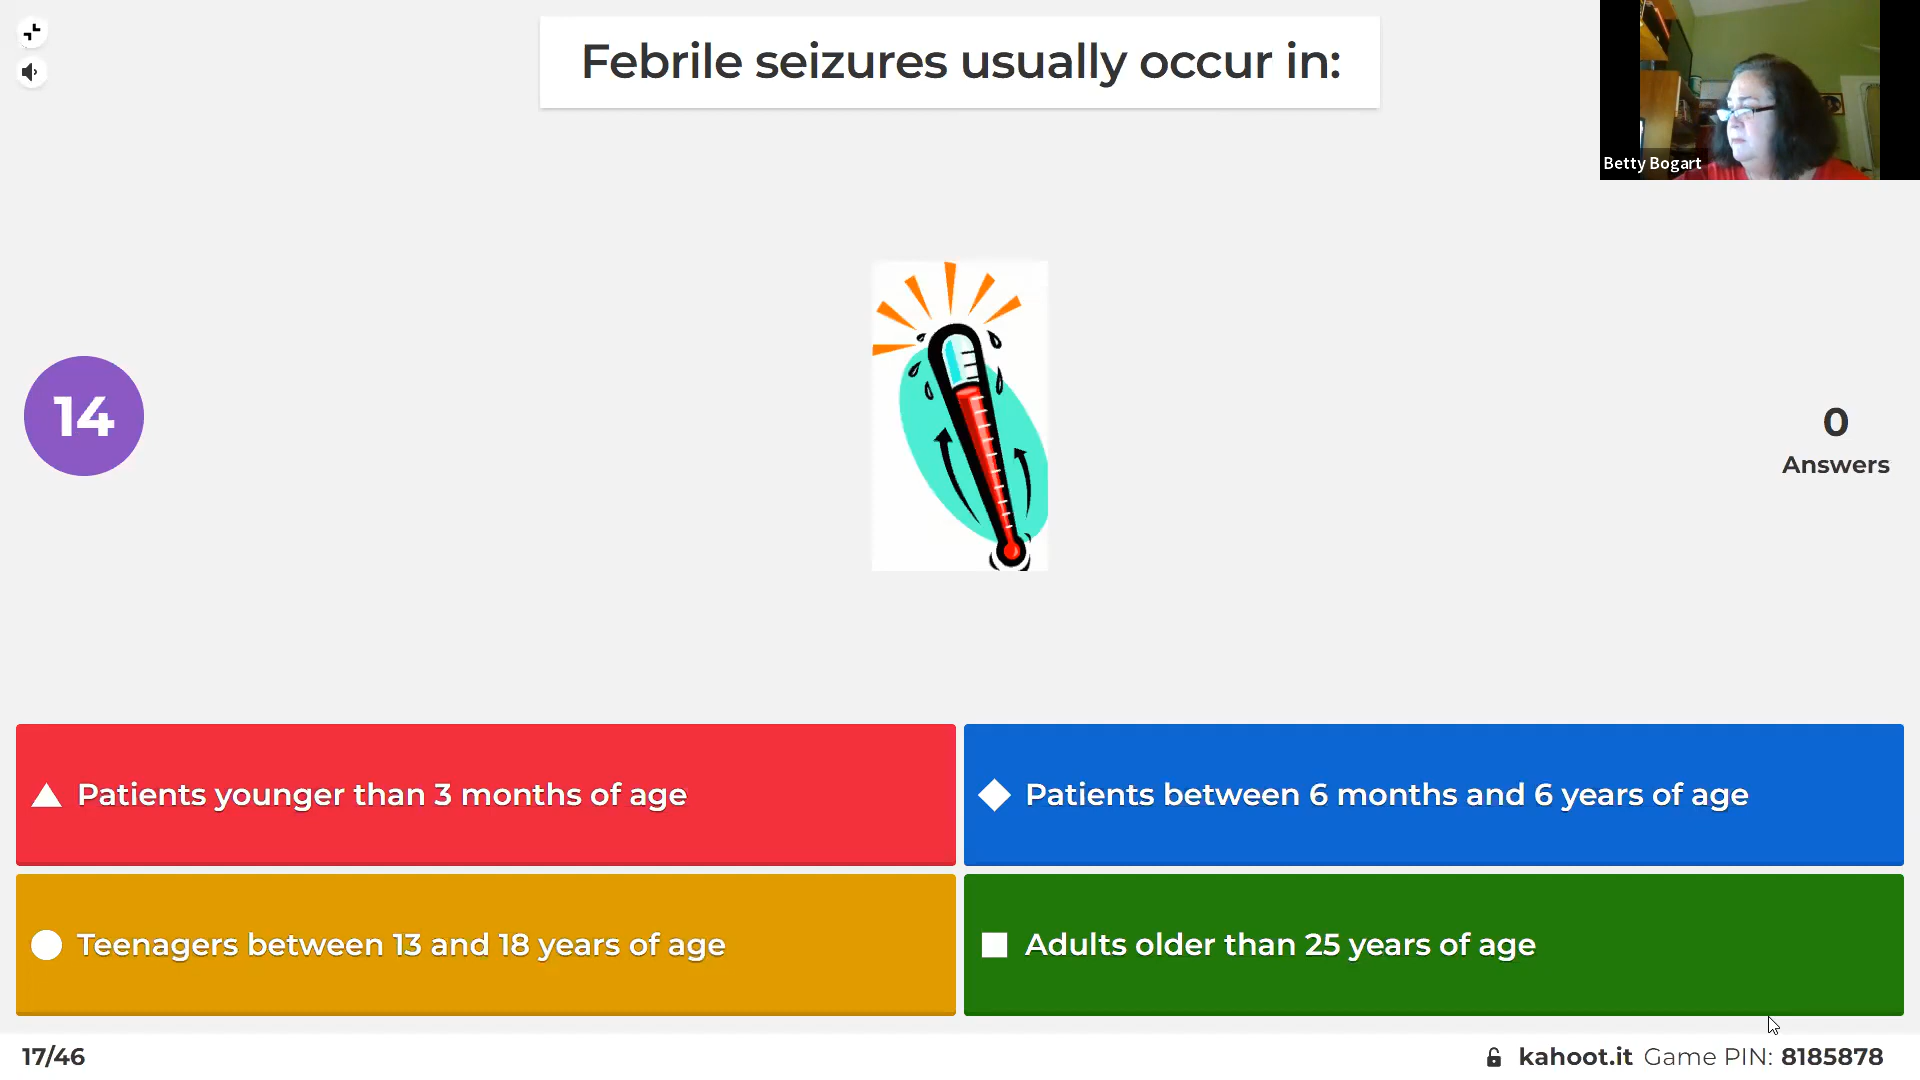 Febrile seizures usually occur in:
Betty Bogart
14
0
Answers
Patients younger than 3 months of age
Patients between 6 months and 6 years of age
Teenagers between 13 and 18 years of age
Adults older than 25 years of age
17/46
kahoot.it Game PIN: 8185878